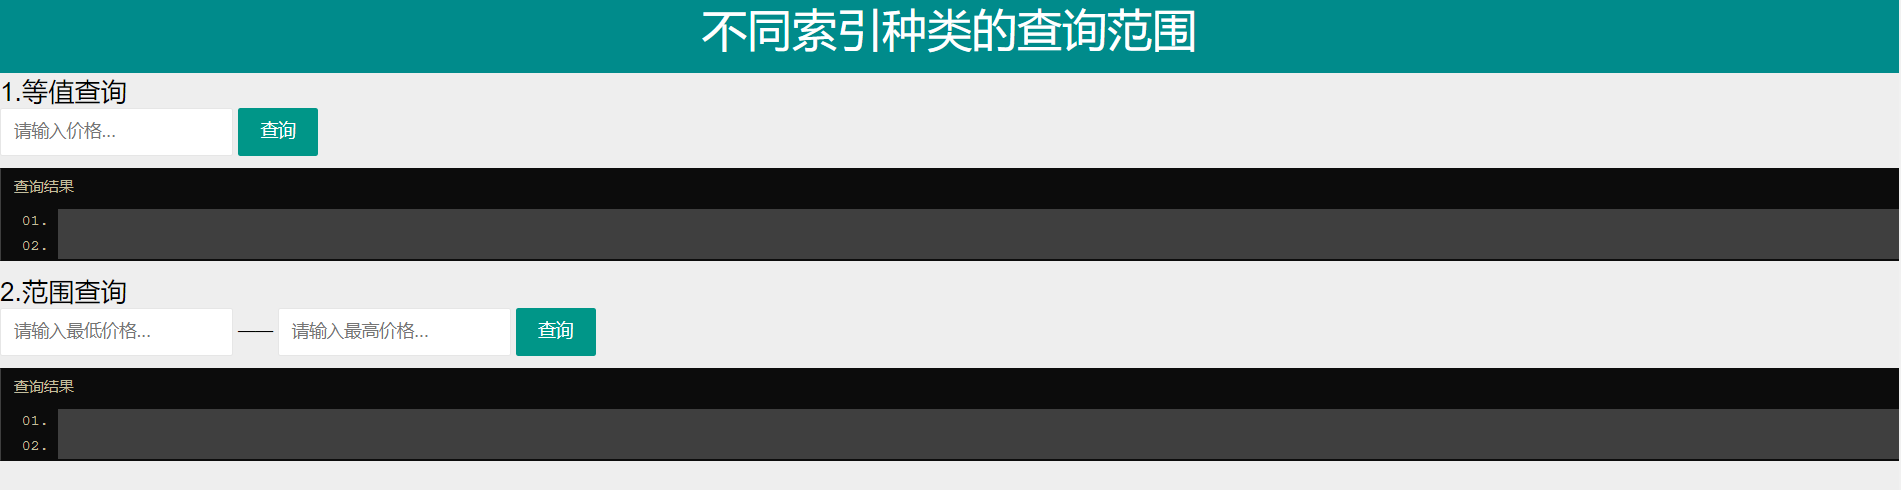 不同索引种类的查询范围
1.等值查询
请输入价格... 查询
查询结果
01.
02.
2.范围查询
请输入最低价格... —— 请输入最高价格... 查询
查询结果
01.
02.